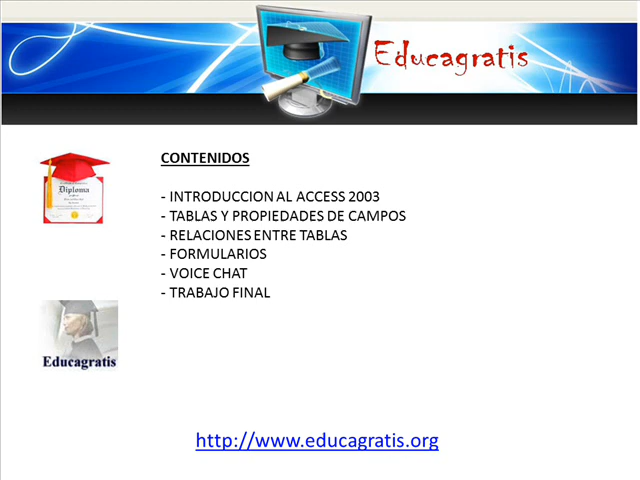 Educagratis
CONTENIDOS
- INTRODUCCION AL ACCESS 2003
- TABLAS Y PROPIEDADES DE CAMPOS
- RELACIONES ENTRE TABLAS
- FORMULARIOS
- VOICE CHAT
- TRABAJO FINAL
Diploma
Educagratis
http://www.educagratis.org